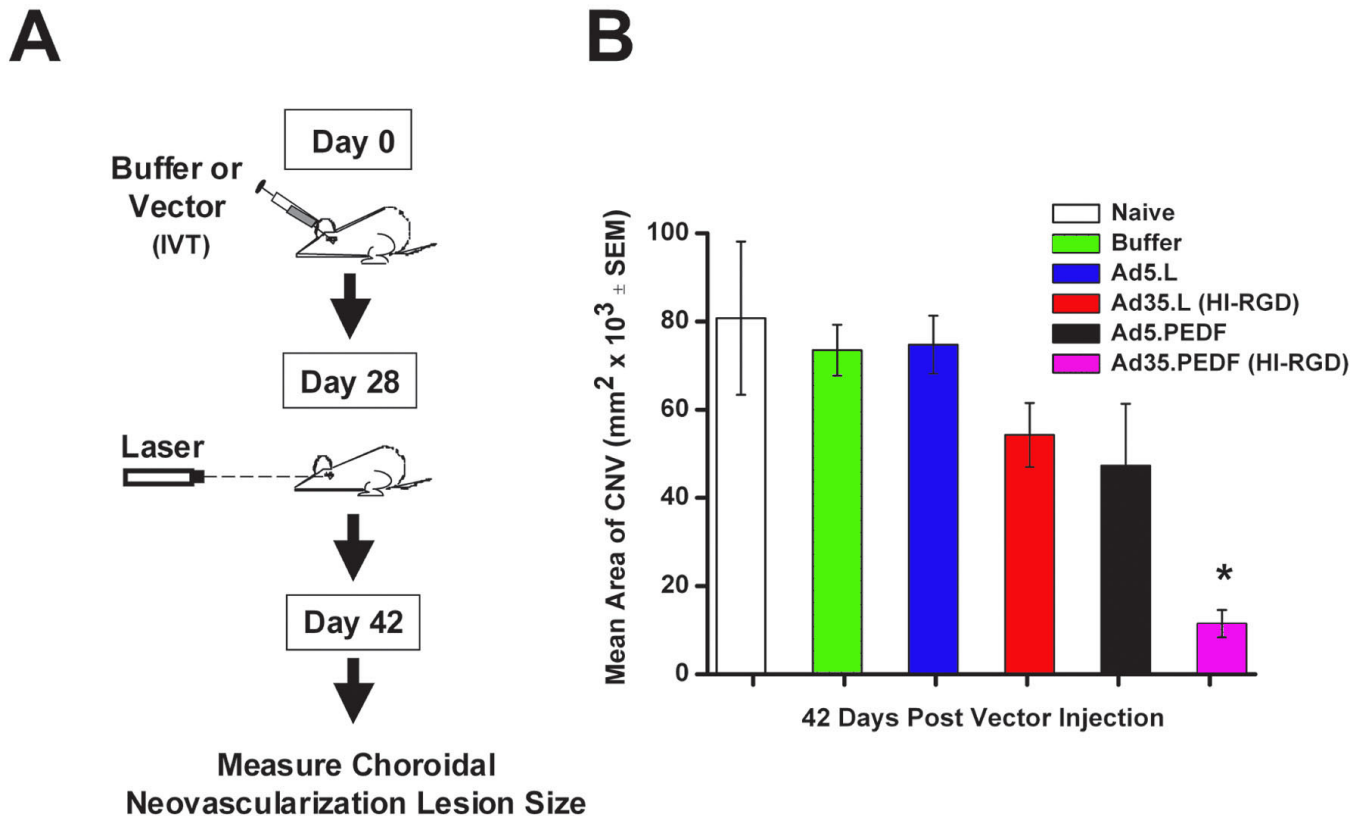 A
Day 0
Buffer or
Vector
(IVT)
Day 28
Laser
Day 42
Measure Choroidal
Neovascularization Lesion Size
B
Mean Area of CNV (mm² x 10³ ± SEM)
100
80
60
40
20
0
Naive
Buffer
Ad5.L
Ad35.L (HI-RGD)
Ad5.PEDF
Ad35.PEDF (HI-RGD)
*
42 Days Post Vector Injection